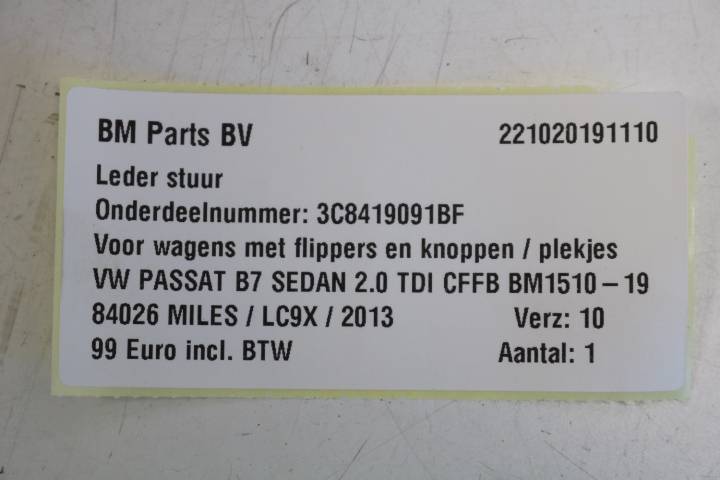 BM Parts BV 221020191110
Leder stuur
Onderdeelnummer: 3C8419091BF
Voor wagens met flippers en knoppen / plekjes
VW PASSAT B7 SEDAN 2.0 TDI CFFB BM1510 – 19
84026 MILES / LC9X / 2013 Verz: 10
99 Euro incl. BTW Aantal: 1